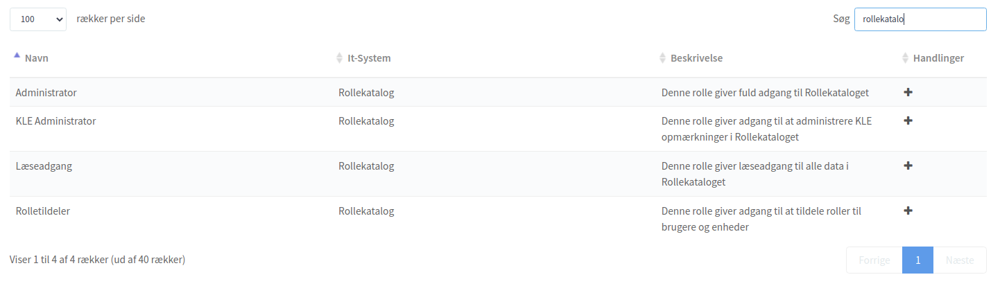 100 rækker per side Søg rollekatalo
Navn It-System Beskrivelse Handlinger
Administrator Rollekatalog Denne rolle giver fuld adgang til Rollekataloget
KLE Administrator Rollekatalog Denne rolle giver adgang til at administrere KLE
opmærkninger i Rollekataloget
Læseadgang Rollekatalog Denne rolle giver læseadgang til alle data i
Rollekataloget
Rolletildeler Rollekatalog Denne rolle giver adgang til at tildele roller til
brugere og enheder
Viser 1 til 4 af 4 rækker (ud af 40 rækker) Forrige 1 Næste